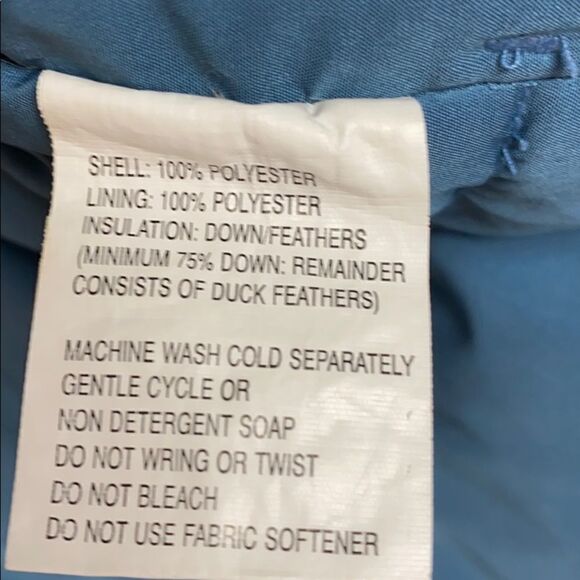 SHELL: 100% POLYESTER
LINING: 100% POLYESTER
INSULATION: DOWN/FEATHERS
(MINIMUM 75% DOWN: REMAINDER
CONSISTS OF DUCK FEATHERS)
MACHINE WASH COLD SEPARATELY
GENTLE CYCLE OR
NON DETERGENT SOAP
DO NOT WRING OR TWIST
DO NOT BLEACH
DO NOT USE FABRIC SOFTENER